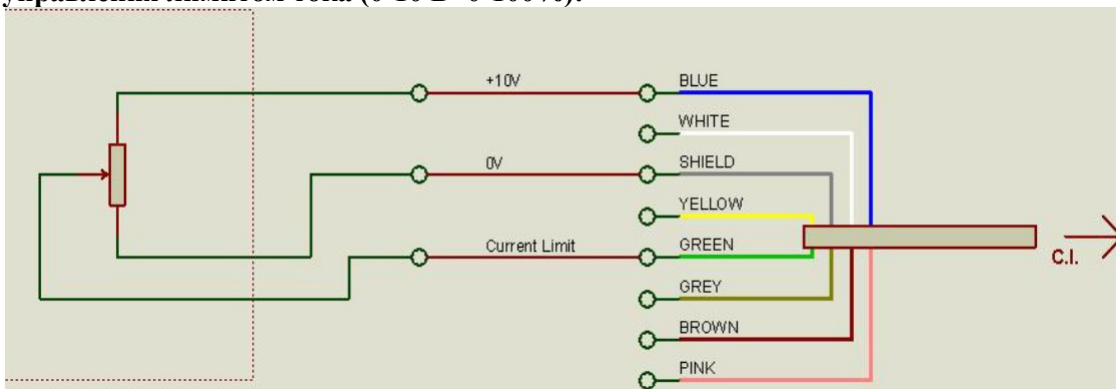 +10V BLUE
WHITE
0V SHIELD
YELLOW
Current Limit GREEN
C.I.
GREY
BROWN
PINK